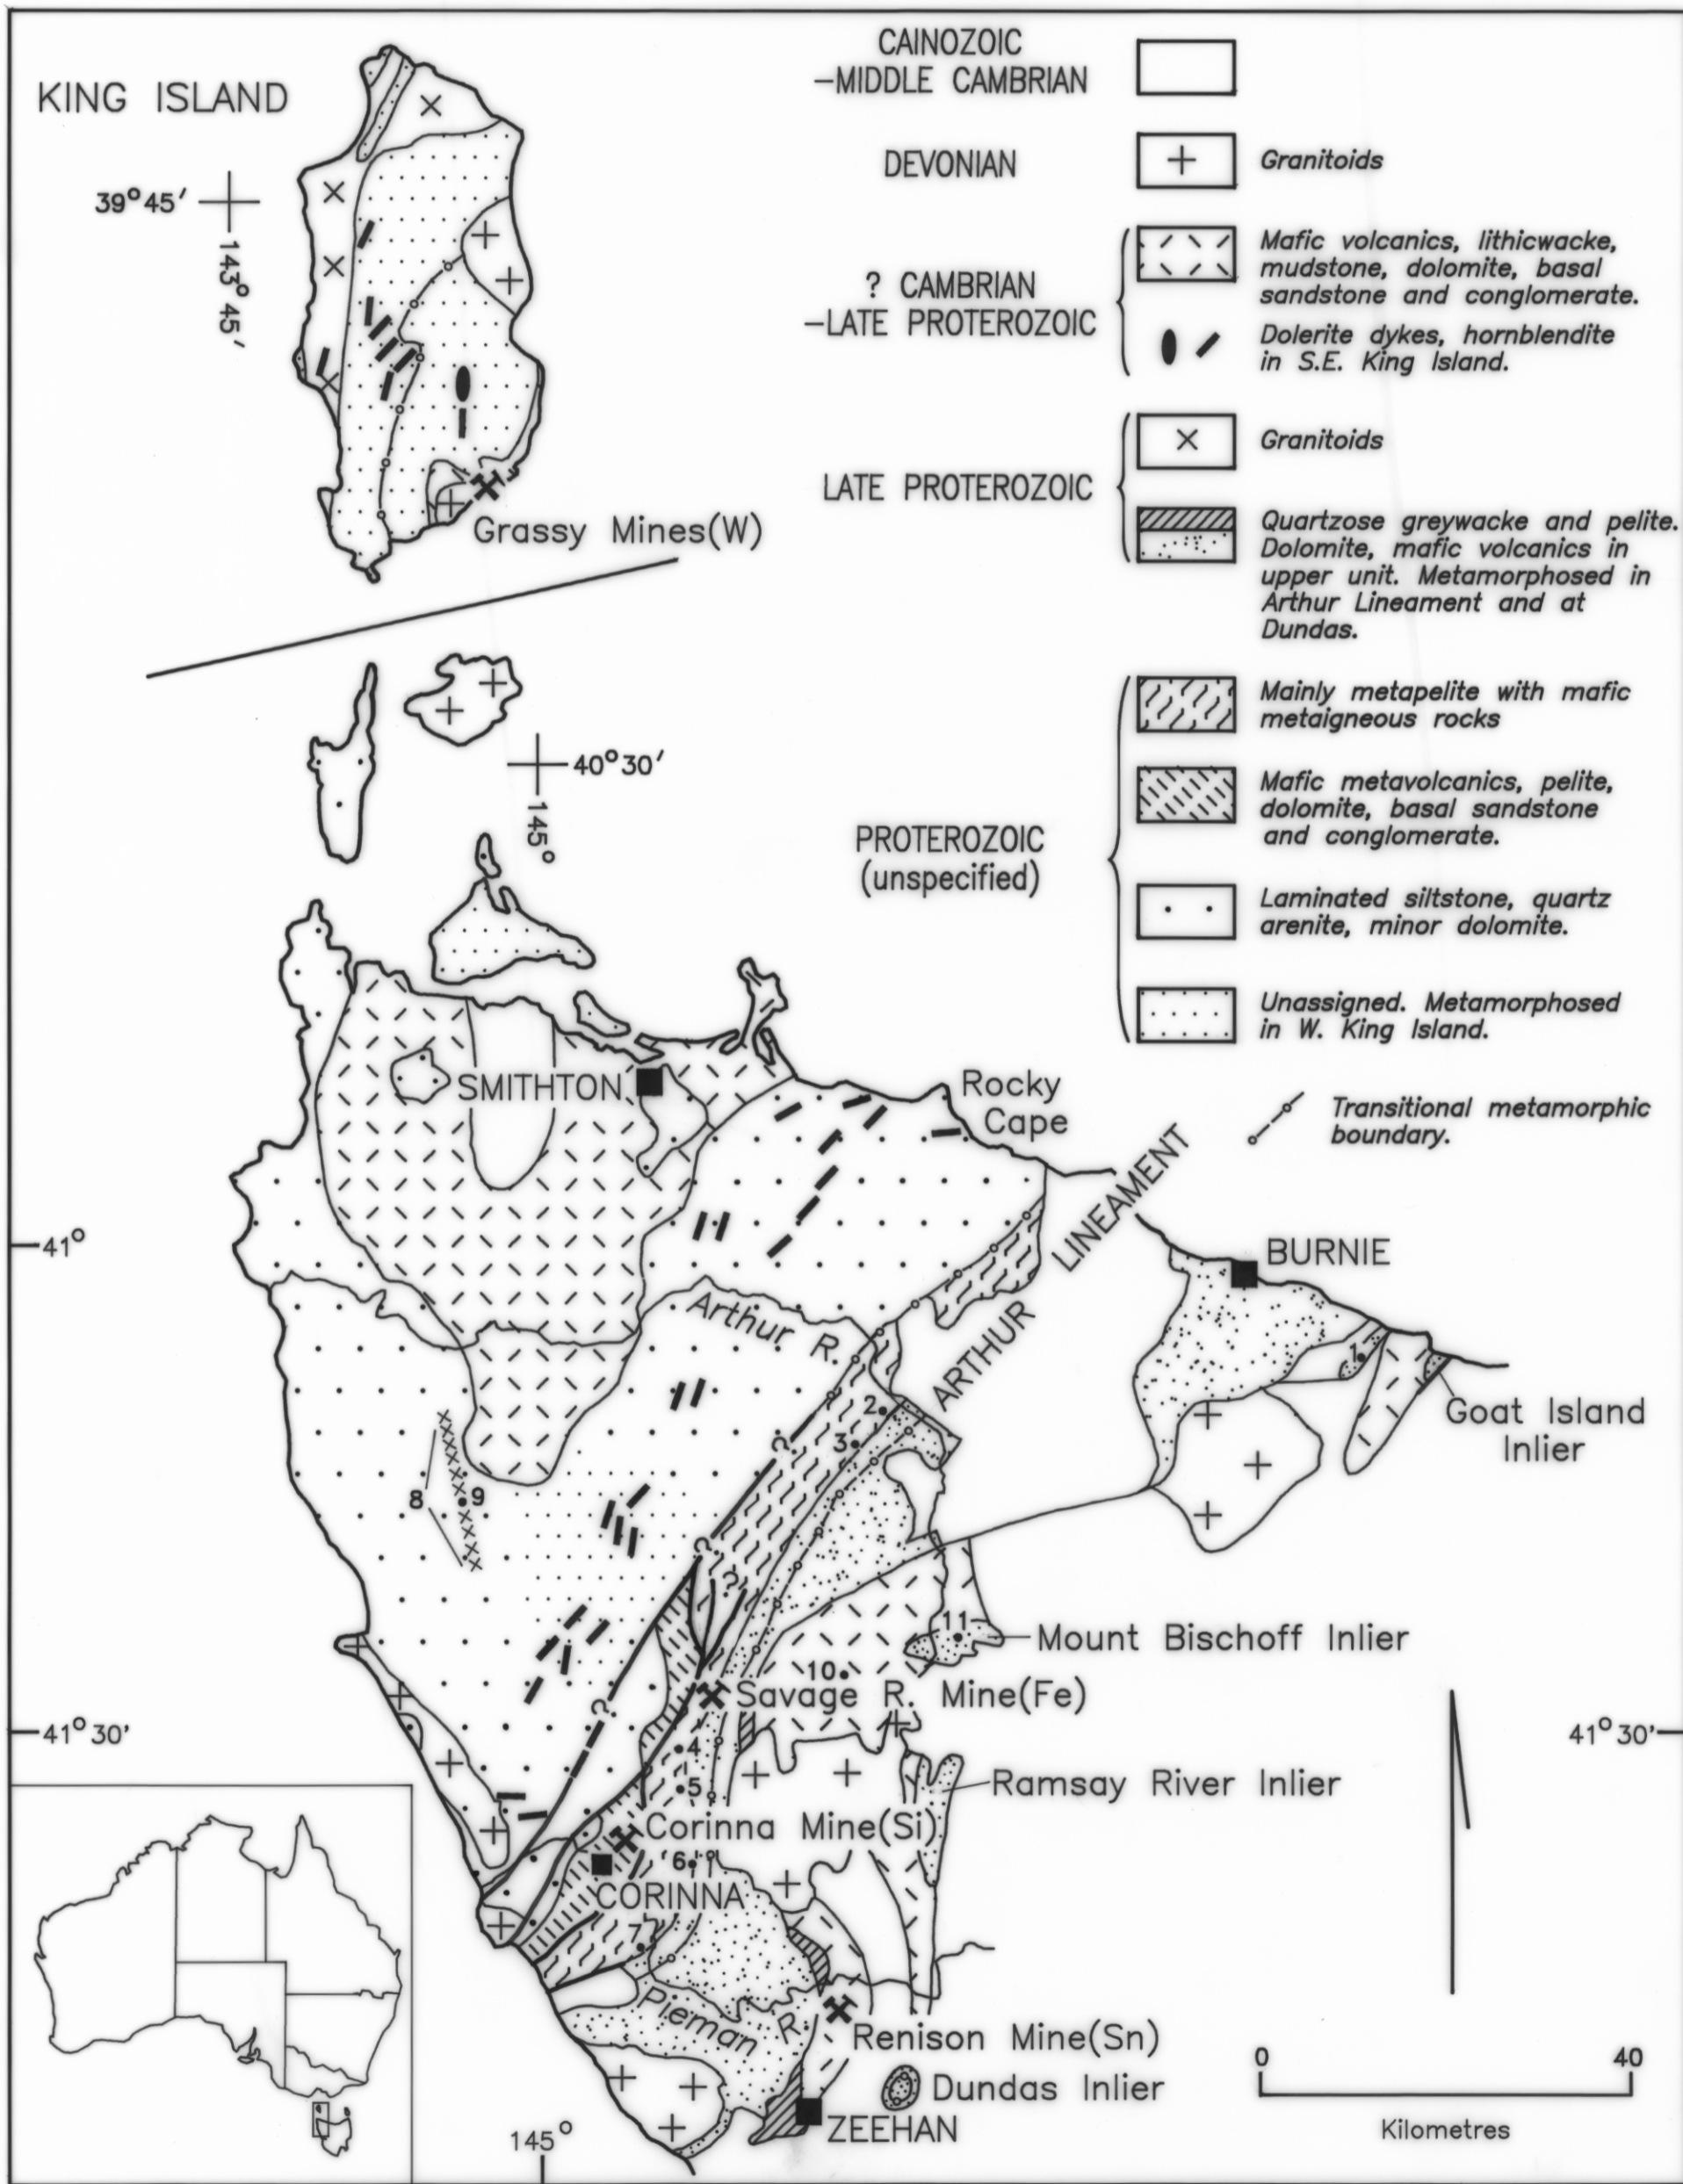 KING ISLAND
39°45′
143° 45′
Grassy Mines(W)
CAINOZOIC
–MIDDLE CAMBRIAN
DEVONIAN
Granitoids
? CAMBRIAN
–LATE PROTEROZOIC
Mafic volcanics, lithicwacke,
mudstone, dolomite, basal
sandstone and conglomerate.
Dolerite dykes, hornblendite
in S.E. King Island.
LATE PROTEROZOIC
Granitoids
Quartzose greywacke and pelite.
Dolomite, mafic volcanics in
upper unit. Metamorphosed in
Arthur Lineament and at
Dundas.
PROTEROZOIC
(unspecified)
Mainly metapelite with mafic
metaigneous rocks
Mafic metavolcanics, pelite,
dolomite, basal sandstone
and conglomerate.
Laminated siltstone, quartz
arenite, minor dolomite.
Unassigned. Metamorphosed
in W. King Island.
Transitional metamorphic
boundary.
40°30′
145°
SMITHTON
Rocky
Cape
41°
ARTHUR LINEAMENT
BURNIE
Arthur R.
1
Goat Island
Inlier
2
3
?
8
9
?
?
11
Mount Bischoff Inlier
10
Savage R. Mine(Fe)
?
41°30'
41°30'
4
5
Ramsay River Inlier
Corinna Mine(Si)
6
CORINNA
7
Pieman R.
Renison Mine(Sn)
Dundas Inlier
ZEEHAN
145°
0 40
Kilometres